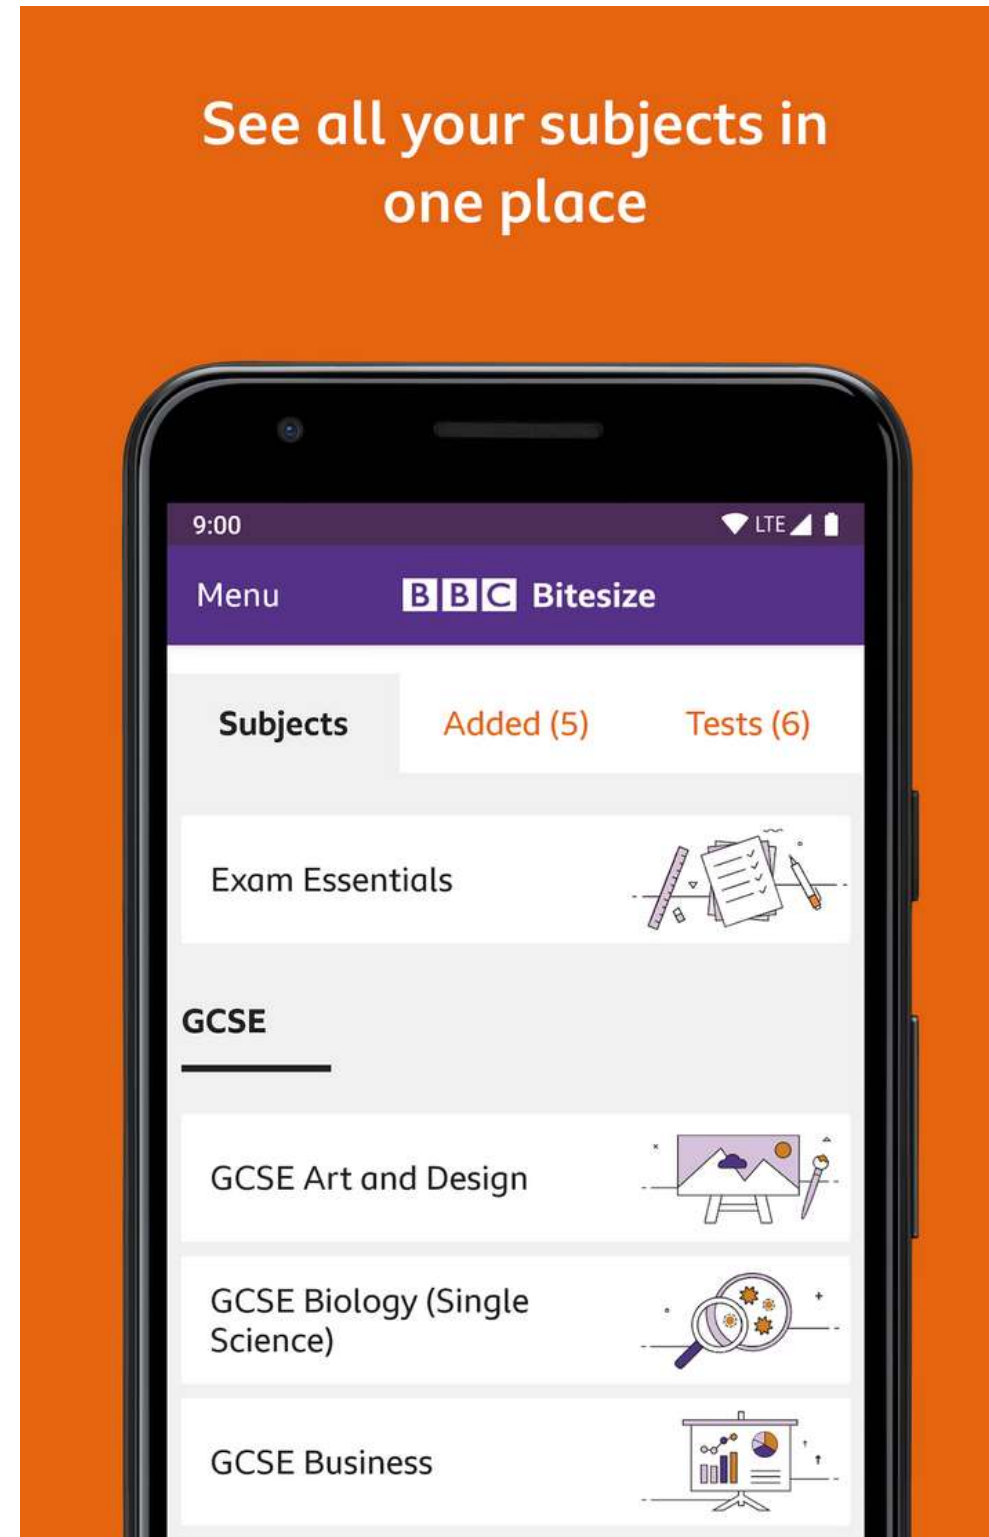 See all your subjects in
one place
9:00
LTE
Menu
BBC Bitesize
Subjects
Added (5)
Tests (6)
Exam Essentials
GCSE
GCSE Art and Design
GCSE Biology (Single
Science)
GCSE Business